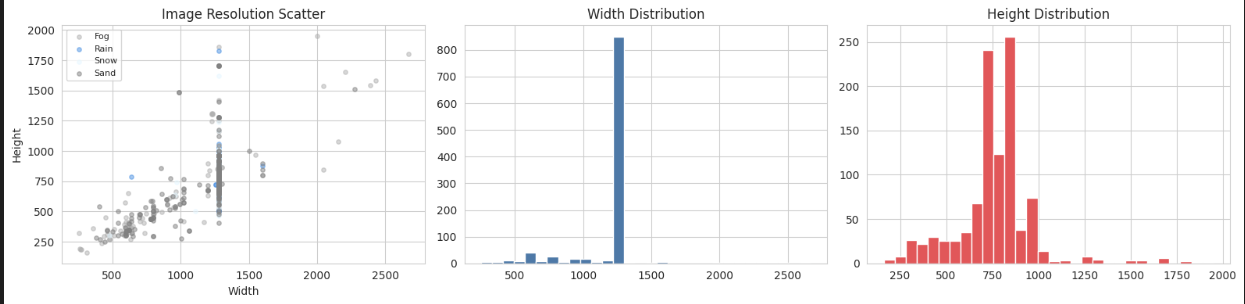 Image Resolution Scatter
2000
1750
1500
1250
1000
750
500
250
Height
Fog
Rain
Snow
Sand
500 1000 1500 2000 2500
Width
Width Distribution
800
700
600
500
400
300
200
100
0
500 1000 1500 2000 2500
Height Distribution
250
200
150
100
50
0
250 500 750 1000 1250 1500 1750 2000